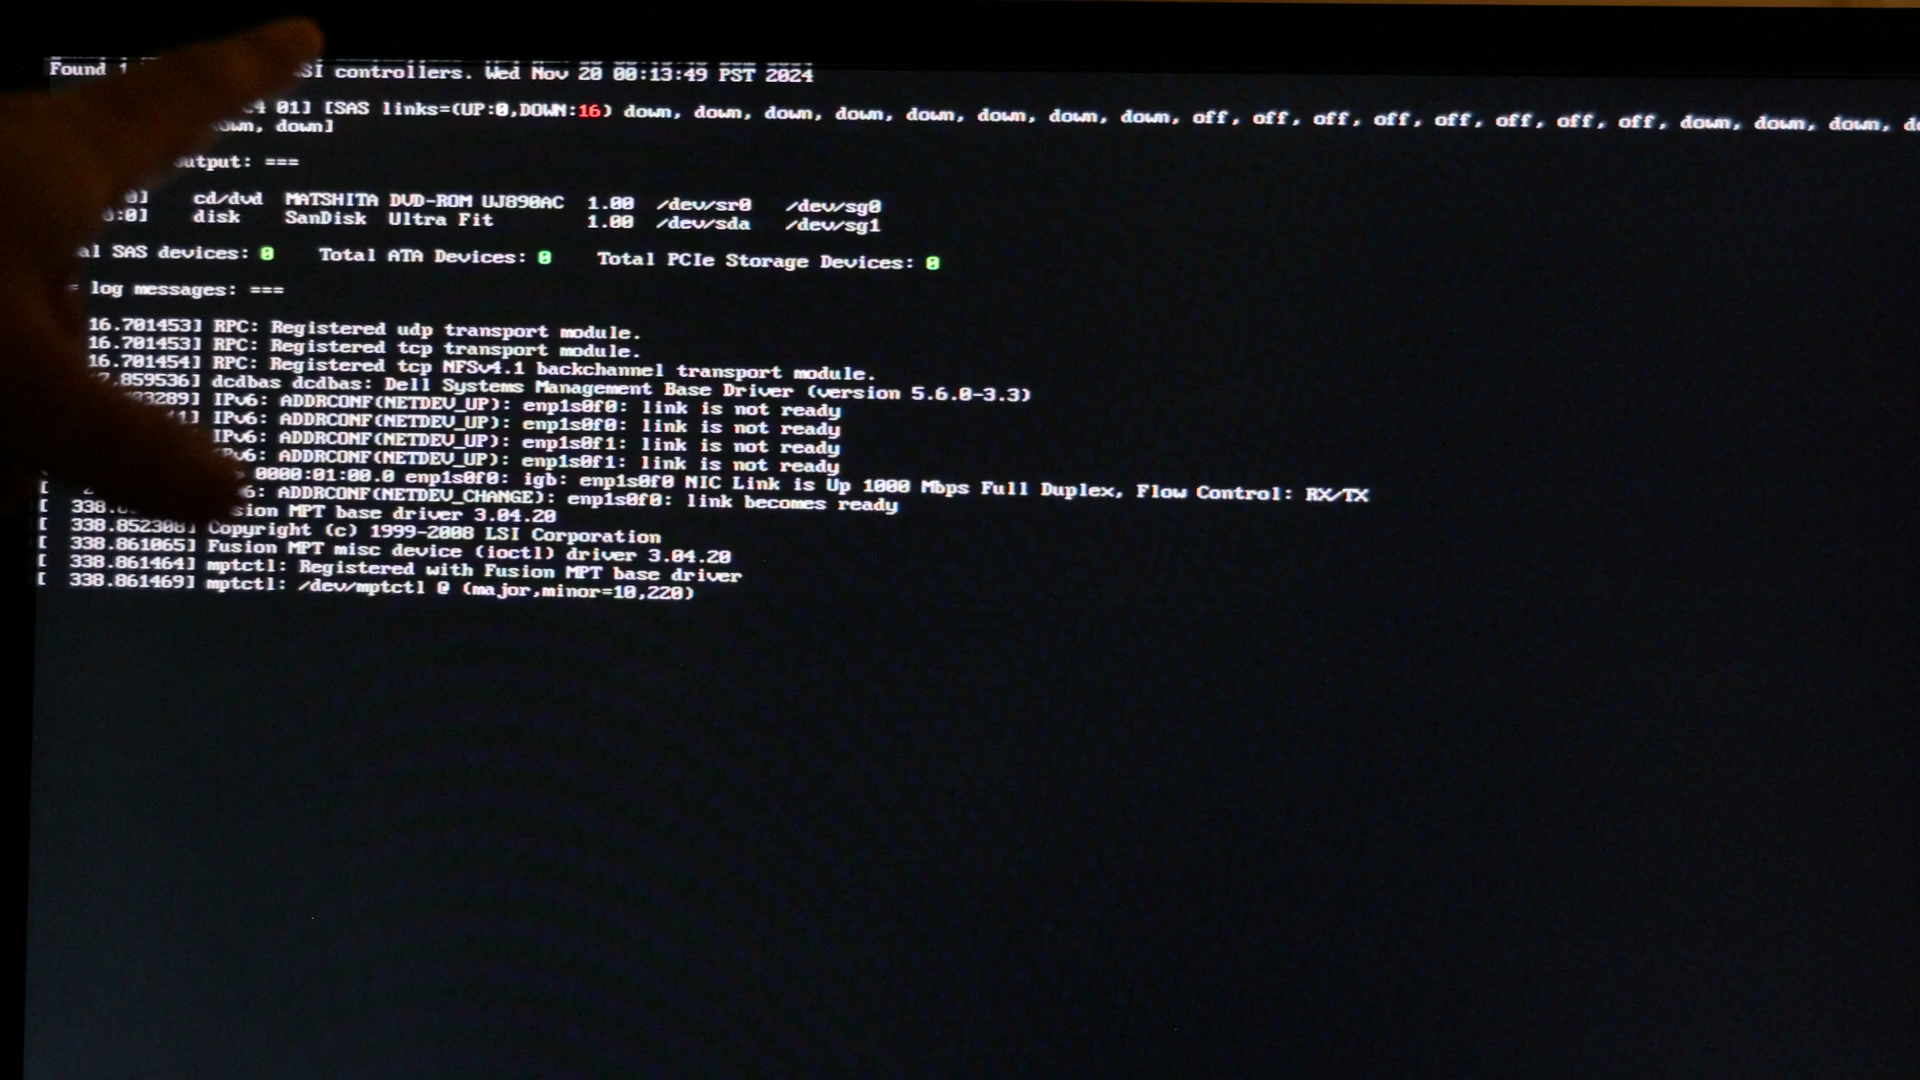 Found 1 SI controllers. Wed Nov 20 00:13:49 PST 2024
01] [SAS links=(UP:0,DOWN:16) down, down, down, down, down, down, down, down, off, off, off, off, off, off, off, off, down, down, down,
down, down]
utput: ===
0] cd/dvd MATSHITA DVD-ROM UJ890AC 1.00 /dev/sr0 /dev/sg0
:0] disk SanDisk Ultra Fit 1.00 /dev/sda /dev/sg1
al SAS devices: 0 Total ATA Devices: 0 Total PCIe Storage Devices: 0
= log messages: ===
16.701453] RPC: Registered udp transport module.
16.701453] RPC: Registered tcp transport module.
16.701454] RPC: Registered tcp NFSv4.1 backchannel transport module.
7.859536] dcdbas dcdbas: Dell Systems Management Base Driver (version 5.6.0-3.3)
03289] IPv6: ADDRCONF(NETDEV_UP): enp1s0f0: link is not ready
1] IPv6: ADDRCONF(NETDEV_UP): enp1s0f0: link is not ready
IPv6: ADDRCONF(NETDEV_UP): enp1s0f1: link is not ready
IPv6: ADDRCONF(NETDEV_UP): enp1s0f1: link is not ready
0000:01:00.0 enp1s0f0: igb: enp1s0f0 NIC Link is Up 1000 Mbps Full Duplex, Flow Control: RX/TX
[ 6: ADDRCONF(NETDEV_CHANGE): enp1s0f0: link becomes ready
[ 338. sion MPT base driver 3.04.20
[ 338.852308] Copyright (c) 1999-2008 LSI Corporation
[ 338.861065] Fusion MPT misc device (ioctl) driver 3.04.20
[ 338.861464] mptctl: Registered with Fusion MPT base driver
[ 338.861469] mptctl: /dev/mptctl @ (major,minor=10,220)